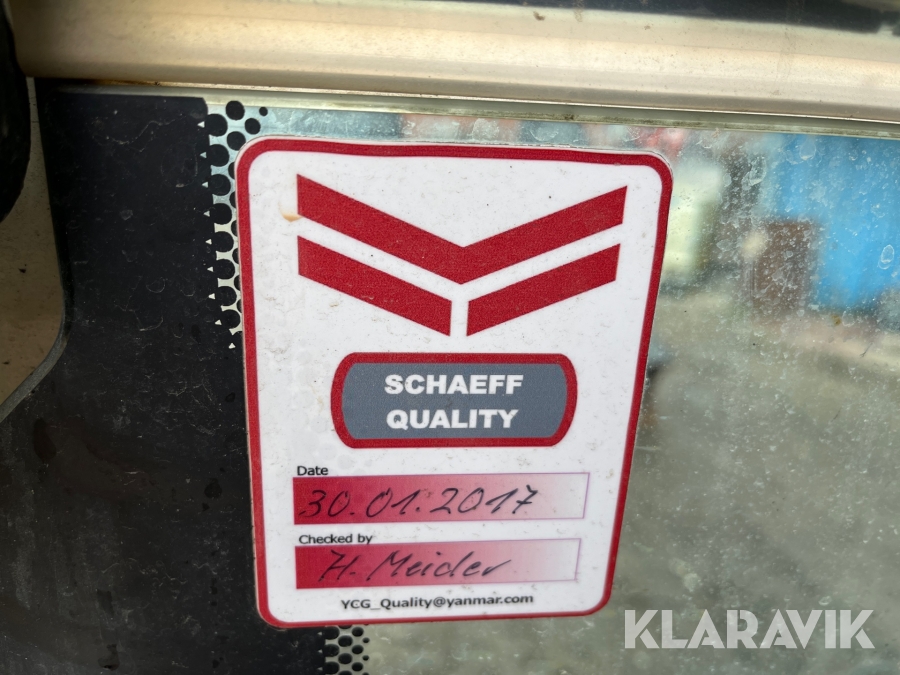 SCHAEFF
QUALITY
Date
30.01.2017
Checked by
H. Meider
YCG_Quality@yanmar.com
KLARAVIK